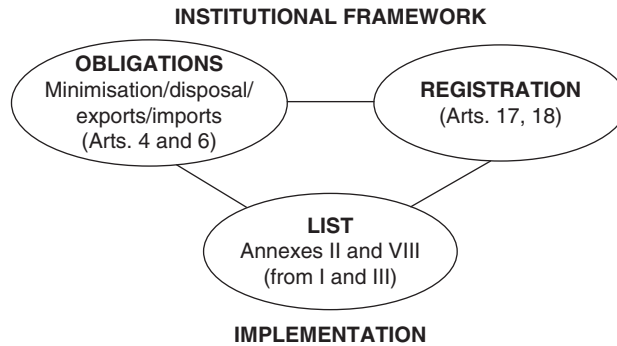 INSTITUTIONAL FRAMEWORK
OBLIGATIONS
Minimisation/disposal/
exports/imports
(Arts. 4 and 6)
REGISTRATION
(Arts. 17, 18)
LIST
Annexes II and VIII
(from I and III)
IMPLEMENTATION